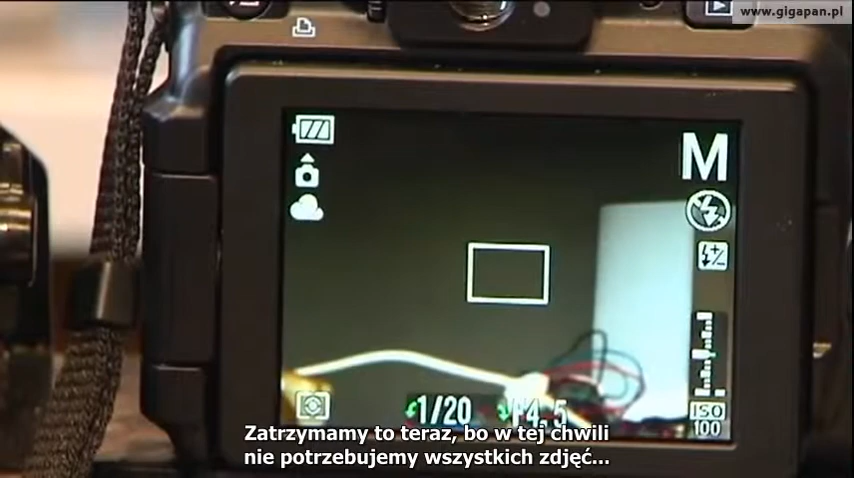 www.gigapan.pl
M
1/20
F4,5
ISO
100
Zatrzymamy to teraz, bo w tej chwili
nie potrzebujemy wszystkich zdjęć...